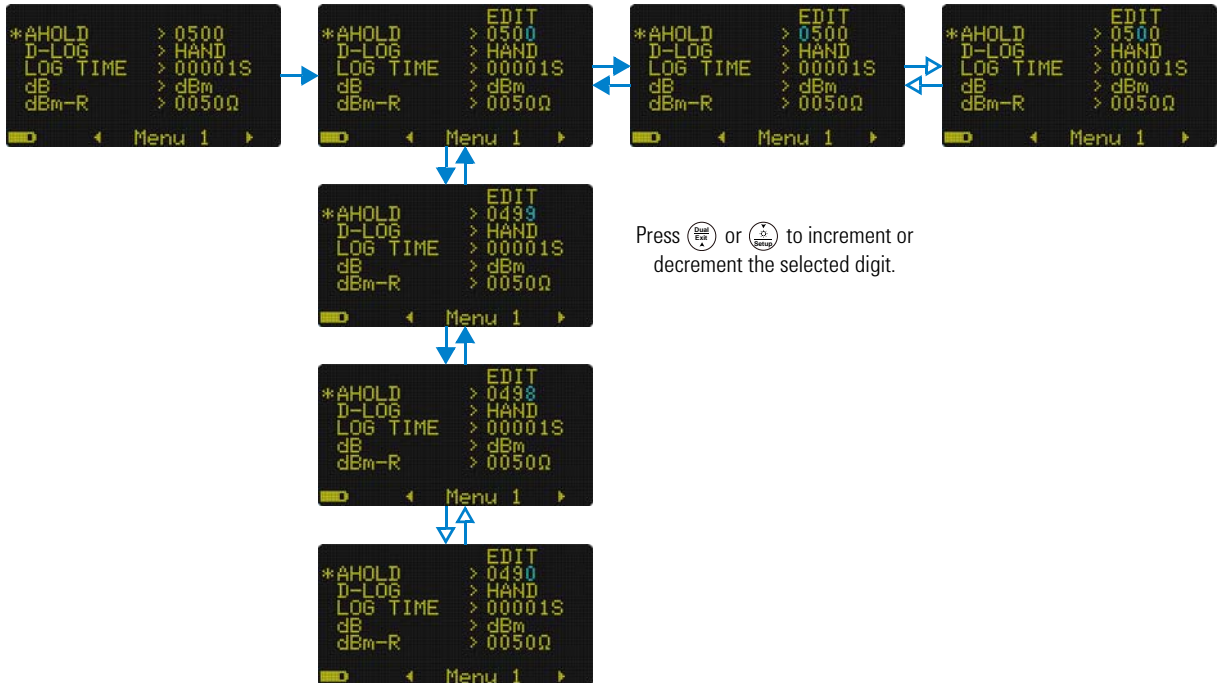 *AHOLD > 0500
D-LOG > HAND
LOG TIME > 00001S
dB > dBm
dBm-R > 0050Ω
Menu 1
EDIT
*AHOLD > 0500
D-LOG > HAND
LOG TIME > 00001S
dB > dBm
dBm-R > 0050Ω
Menu 1
EDIT
*AHOLD > 0500
D-LOG > HAND
LOG TIME > 00001S
dB > dBm
dBm-R > 0050Ω
Menu 1
EDIT
*AHOLD > 0500
D-LOG > HAND
LOG TIME > 00001S
dB > dBm
dBm-R > 0050Ω
Menu 1
EDIT
*AHOLD > 0499
D-LOG > HAND
LOG TIME > 00001S
dB > dBm
dBm-R > 0050Ω
Menu 1
Press Dual Exit or Setup to increment or
decrement the selected digit.
EDIT
*AHOLD > 0498
D-LOG > HAND
LOG TIME > 00001S
dB > dBm
dBm-R > 0050Ω
Menu 1
EDIT
*AHOLD > 0490
D-LOG > HAND
LOG TIME > 00001S
dB > dBm
dBm-R > 0050Ω
Menu 1